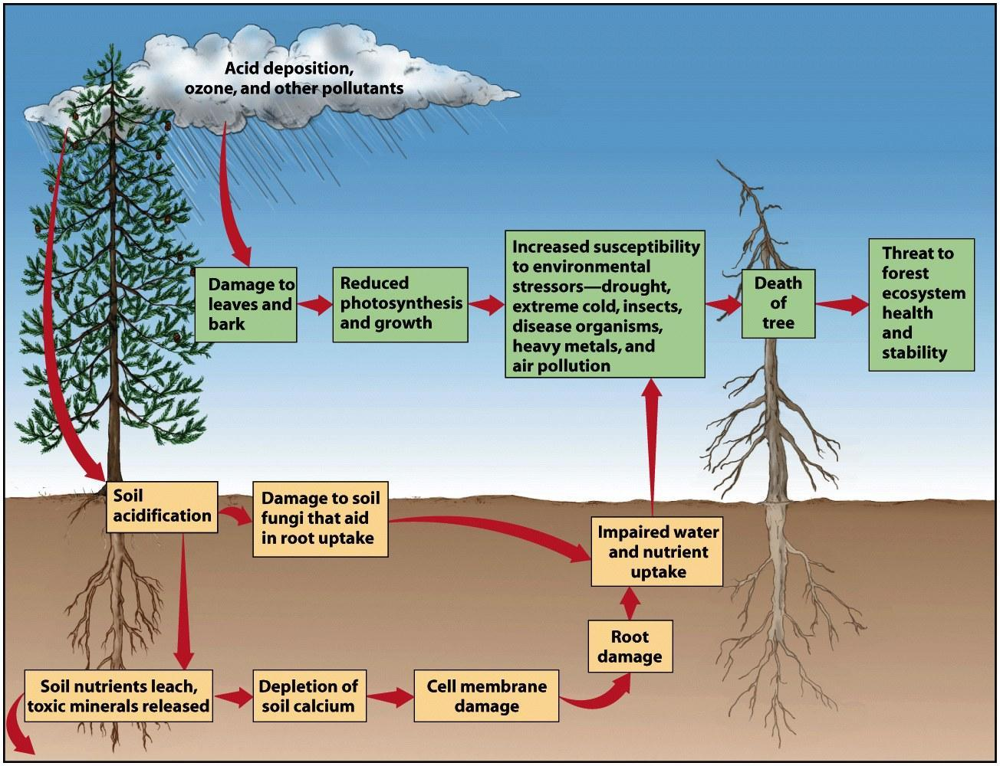 Acid deposition,
ozone, and other pollutants
Damage to
leaves and
bark
Reduced
photosynthesis
and growth
Increased susceptibility
to environmental
stressors—drought,
extreme cold, insects,
disease organisms,
heavy metals, and
air pollution
Death
of
tree
Threat to
forest
ecosystem
health
and
stability
Soil
acidification
Damage to soil
fungi that aid
in root uptake
Impaired water
and nutrient
uptake
Root
damage
Soil nutrients leach,
toxic minerals released
Depletion of
soil calcium
Cell membrane
damage